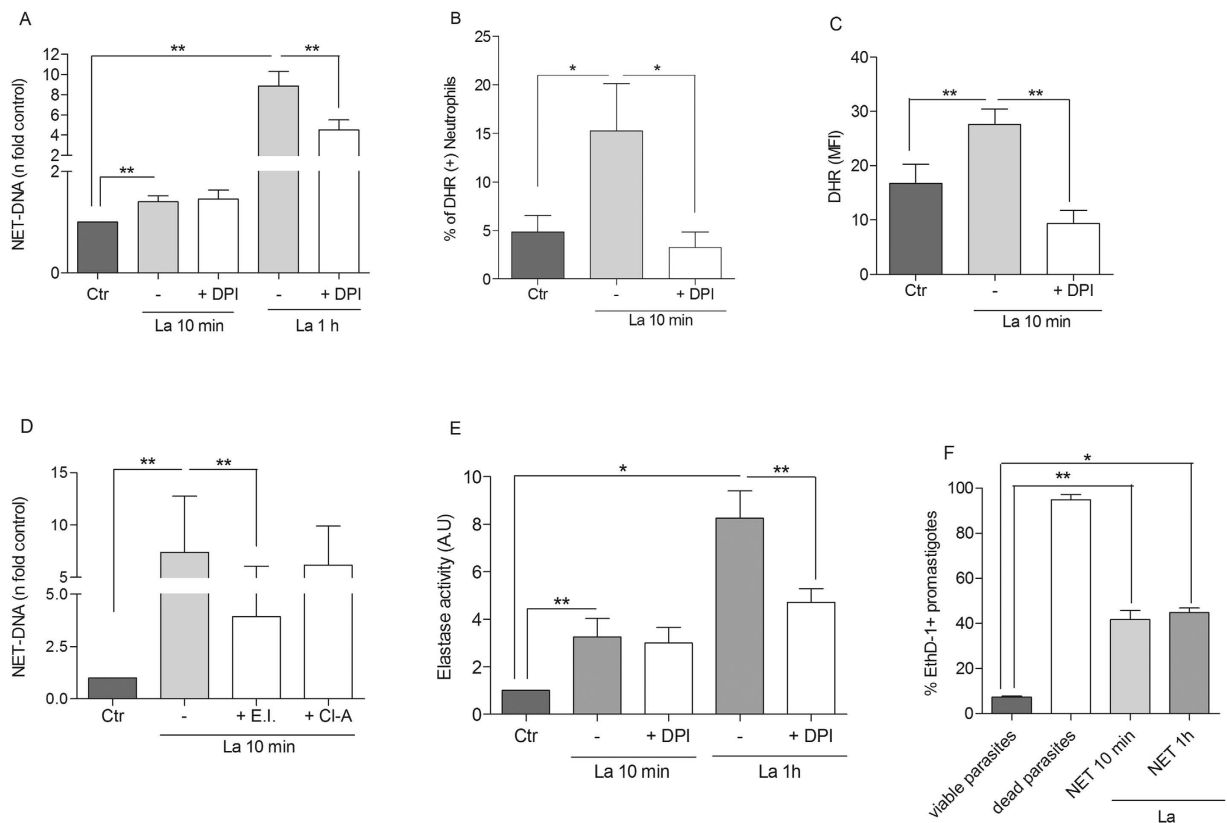 A
NET-DNA (n fold control)
12
10
8
6
4
2
2
1
0
**
**
**
Ctr
-
+ DPI
-
+ DPI
La 10 min
La 1 h
B
% of DHR (+) Neutrophils
25
20
15
10
5
0
*
*
Ctr
-
+ DPI
La 10 min
C
DHR (MFI)
40
30
20
10
0
**
**
Ctr
-
+ DPI
La 10 min
D
NET-DNA (n fold control)
15
10
5
5.0
2.5
0.0
**
**
Ctr
-
+ E.I.
+ Cl-A
La 10 min
E
Elastase activity (A.U)
10
8
6
4
2
0
*
**
**
Ctr
-
+ DPI
-
+ DPI
La 10 min
La 1h
F
% EthD-1+ promastigotes
100
80
60
40
20
0
*
**
viable parasites
dead parasites
NET 10 min
NET 1h
La